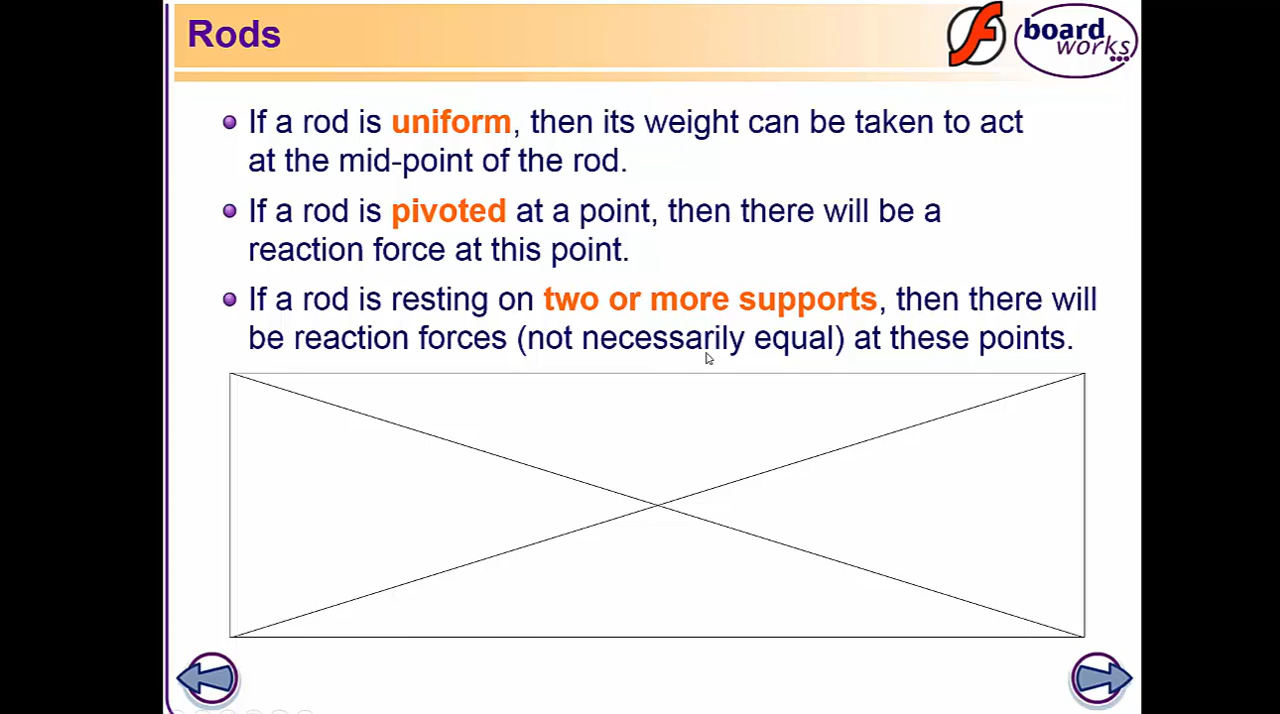 Rods
board
works
If a rod is uniform, then its weight can be taken to act
at the mid-point of the rod.
If a rod is pivoted at a point, then there will be a
reaction force at this point.
If a rod is resting on two or more supports, then there will
be reaction forces (not necessarily equal) at these points.